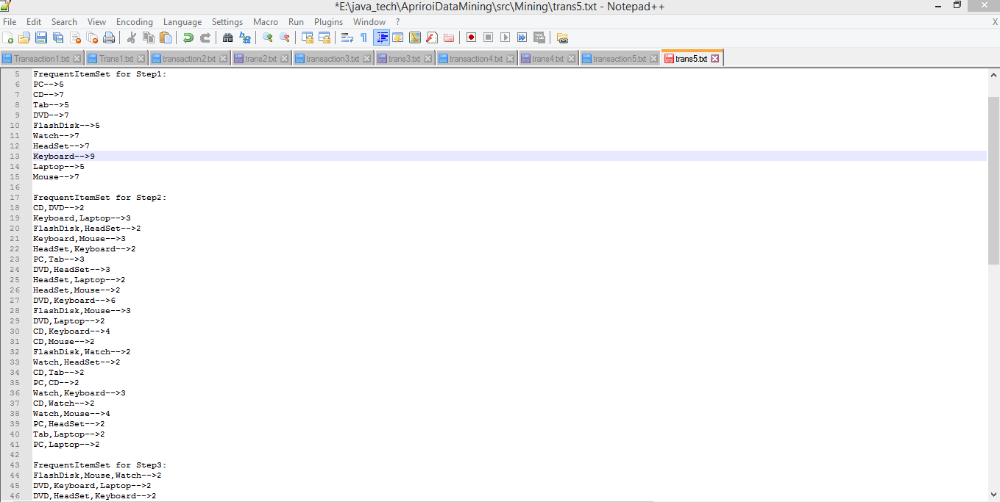 *E:\java_tech\ApriroiDataMining\src\Mining\trans5.txt - Notepad++
File Edit Search View Encoding Language Settings Macro Run Plugins Window ? X
Transaction1.txt Trans1.txt transaction2.txt trans2.txt transaction3.txt trans3.txt transaction4.txt trans4.txt transaction5.txt trans5.txt
5 FrequentItemSet for Step1:
6 PC-->5
7 CD-->7
8 Tab-->5
9 DVD-->7
10 FlashDisk-->5
11 Watch-->7
12 HeadSet-->7
13 Keyboard-->9
14 Laptop-->5
15 Mouse-->7
16
17 FrequentItemSet for Step2:
18 CD,DVD-->2
19 Keyboard,Laptop-->3
20 FlashDisk,HeadSet-->2
21 Keyboard,Mouse-->3
22 HeadSet,Keyboard-->2
23 PC,Tab-->3
24 DVD,HeadSet-->3
25 HeadSet,Laptop-->2
26 HeadSet,Mouse-->2
27 DVD,Keyboard-->6
28 FlashDisk,Mouse-->3
29 DVD,Laptop-->2
30 CD,Keyboard-->4
31 CD,Mouse-->2
32 FlashDisk,Watch-->2
33 Watch,HeadSet-->2
34 CD,Tab-->2
35 PC,CD-->2
36 Watch,Keyboard-->3
37 CD,Watch-->2
38 Watch,Mouse-->4
39 PC,HeadSet-->2
40 Tab,Laptop-->2
41 PC,Laptop-->2
42
43 FrequentItemSet for Step3:
44 FlashDisk,Mouse,Watch-->2
45 DVD,Keyboard,Laptop-->2
46 DVD,HeadSet,Keyboard-->2